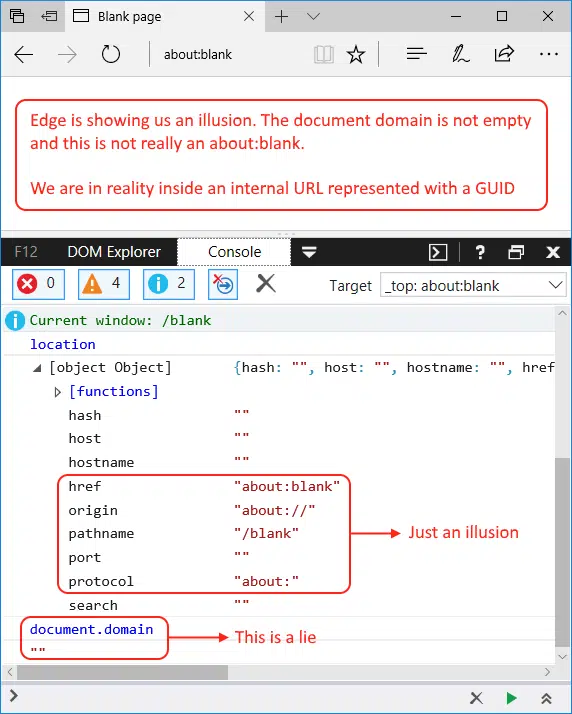 Blank page
about:blank
Edge is showing us an illusion. The document domain is not empty
and this is not really an about:blank.
We are in reality inside an internal URL represented with a GUID
F12 DOM Explorer Console ?
0 4 2 Target _top: about:blank
Current window: /blank
location
[object Object] {hash: "", host: "", hostname: "", href
[functions]
hash ""
host ""
hostname ""
href "about:blank"
origin "about://"
pathname "/blank" Just an illusion
port ""
protocol "about:"
search ""
document.domain This is a lie
""